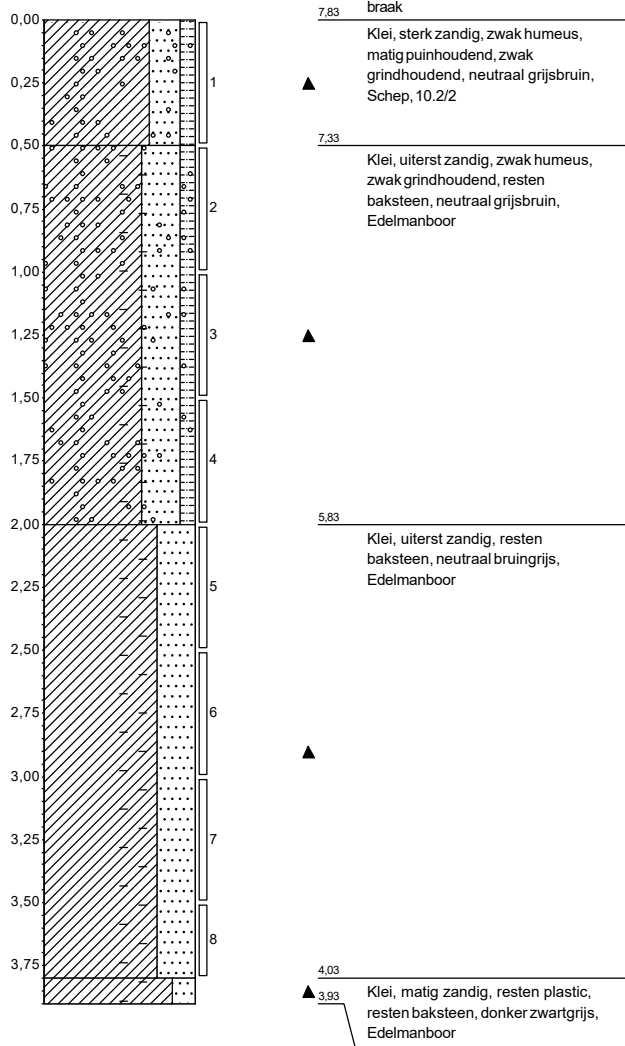 braak
0,00
7,83
Klei, sterk zandig, zwak humeus,
matig puinhoudend, zwak
grindhoudend, neutraal grijsbruin,
Schep, 10.2/2
1
0,25
0,50
7,33
Klei, uiterst zandig, zwak humeus,
zwak grindhoudend, resten
baksteen, neutraal grijsbruin,
Edelmanboor
2
0,75
1,00
3
1,25
1,50
4
1,75
2,00
5,83
Klei, uiterst zandig, resten
baksteen, neutraal bruingrijs,
Edelmanboor
5
2,25
2,50
6
2,75
3,00
7
3,25
3,50
8
3,75
4,03
3,93
Klei, matig zandig, resten plastic,
resten baksteen, donker zwartgrijs,
Edelmanboor